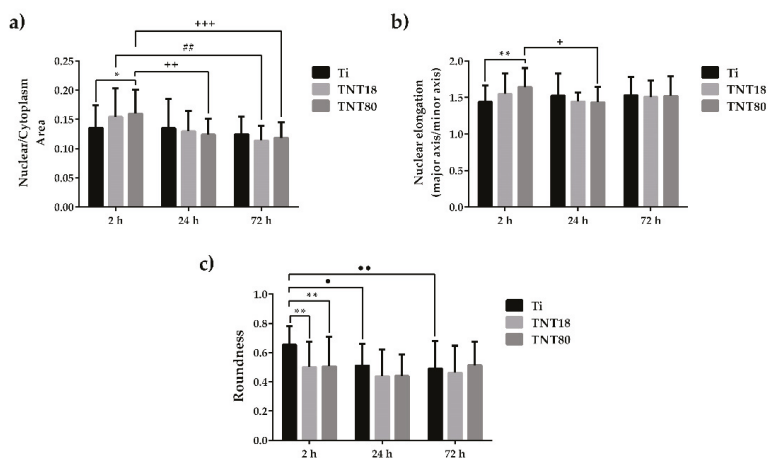 a)
+++
##
* ++
Nuclear/Cytoplasm
Area
0.25
0.20
0.15
0.10
0.05
0.00
2 h 24 h 72 h
Ti
TNT18
TNT80
b)
** +
Nuclear elongation
(major axis/minor axis)
2.0
1.5
1.0
0.5
0.0
2 h 24 h 72 h
Ti
TNT18
TNT80
c)
●●
●
**
**
Roundness
1.0
0.8
0.6
0.4
0.2
0.0
2 h 24 h 72 h
Ti
TNT18
TNT80